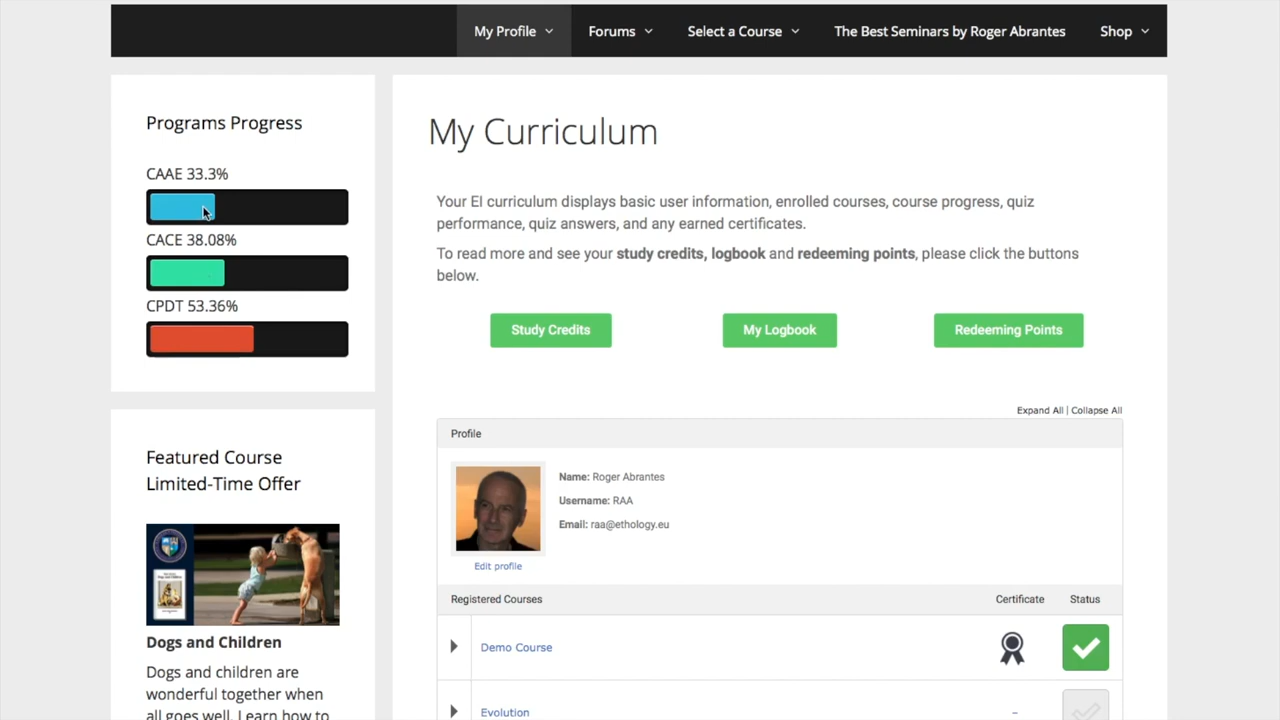 My Profile
Forums
Select a Course
The Best Seminars by Roger Abrantes
Shop
Programs Progress
CAAE 33.3%
CACE 38.08%
CPDT 53.36%
Featured Course
Limited-Time Offer
Dogs and Children
Dogs and children are
wonderful together when
all goes well. Learn how to
My Curriculum
Your EI curriculum displays basic user information, enrolled courses, course progress, quiz
performance, quiz answers, and any earned certificates.
To read more and see your study credits, logbook and redeeming points, please click the buttons
below.
Study Credits
My Logbook
Redeeming Points
Expand All | Collapse All
Profile
Name: Roger Abrantes
Username: RAA
Email: raa@ethology.eu
Edit profile
Registered Courses
Certificate
Status
Demo Course
Evolution
–